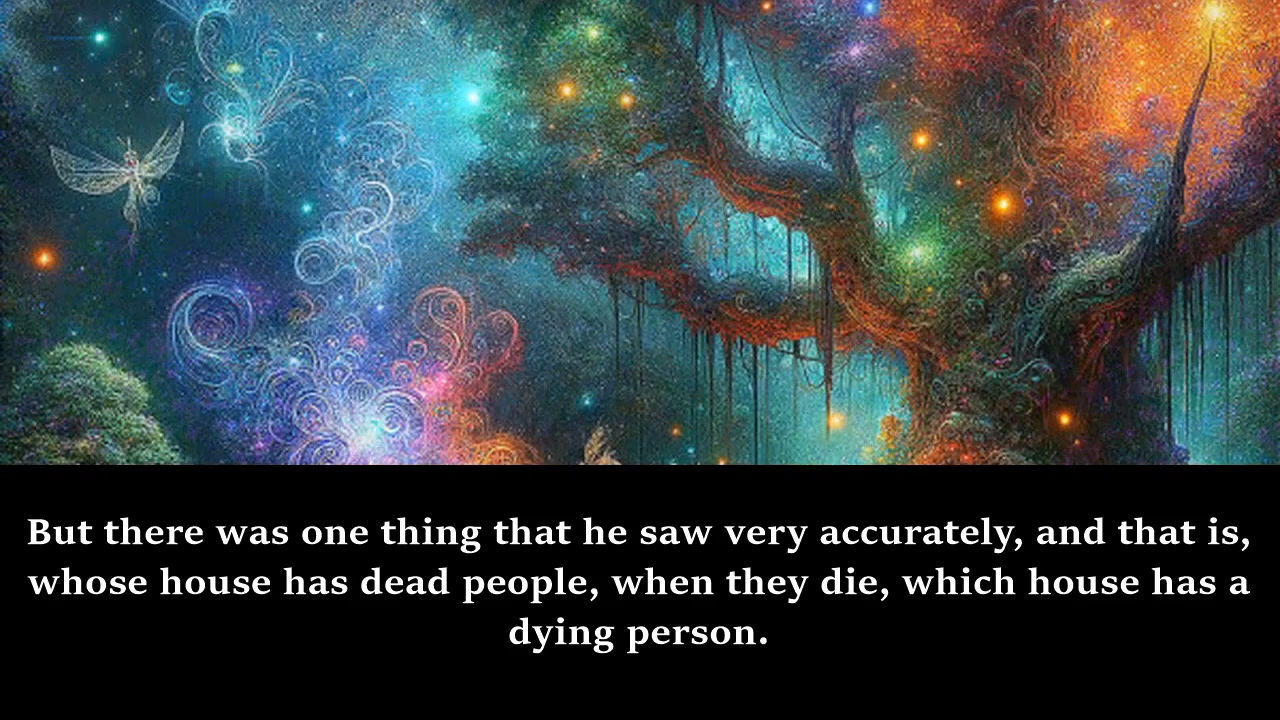 But there was one thing that he saw very accurately, and that is,
whose house has dead people, when they die, which house has a
dying person.